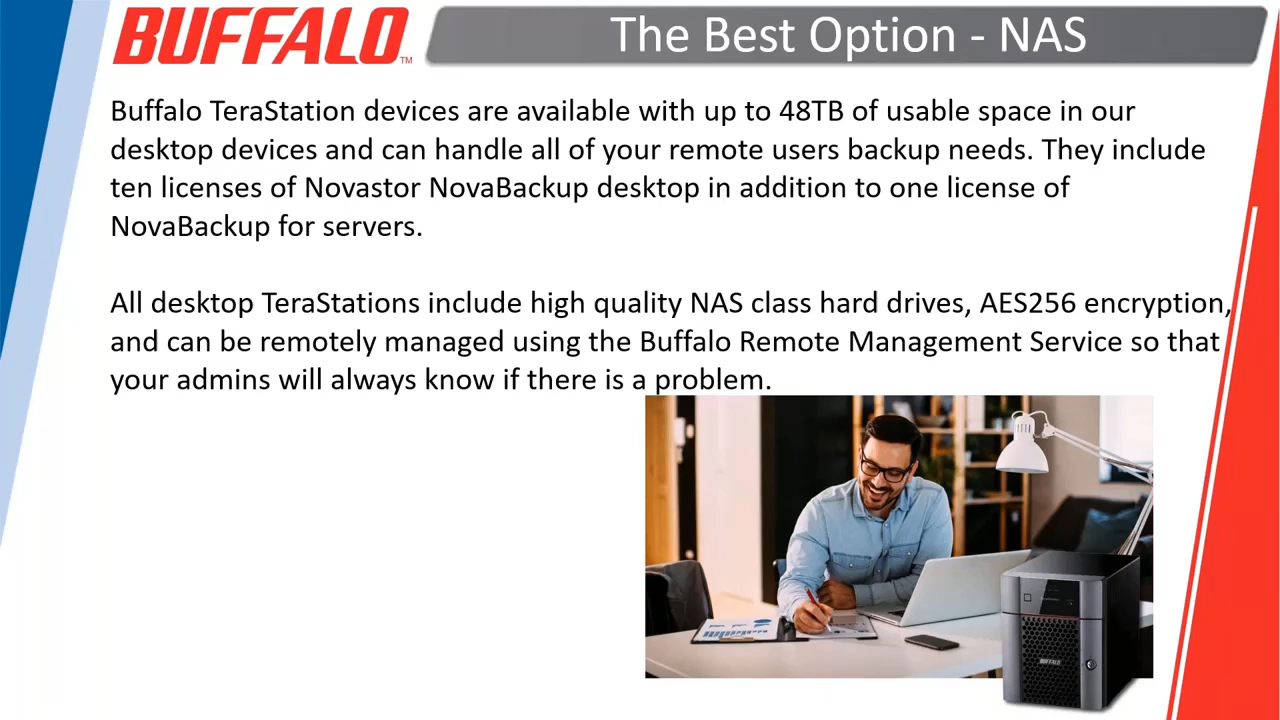 BUFFALO™
The Best Option - NAS
Buffalo TeraStation devices are available with up to 48TB of usable space in our
desktop devices and can handle all of your remote users backup needs. They include
ten licenses of Novastor NovaBackup desktop in addition to one license of
NovaBackup for servers.
All desktop TeraStations include high quality NAS class hard drives, AES256 encryption,
and can be remotely managed using the Buffalo Remote Management Service so that
your admins will always know if there is a problem.
BUFFALO